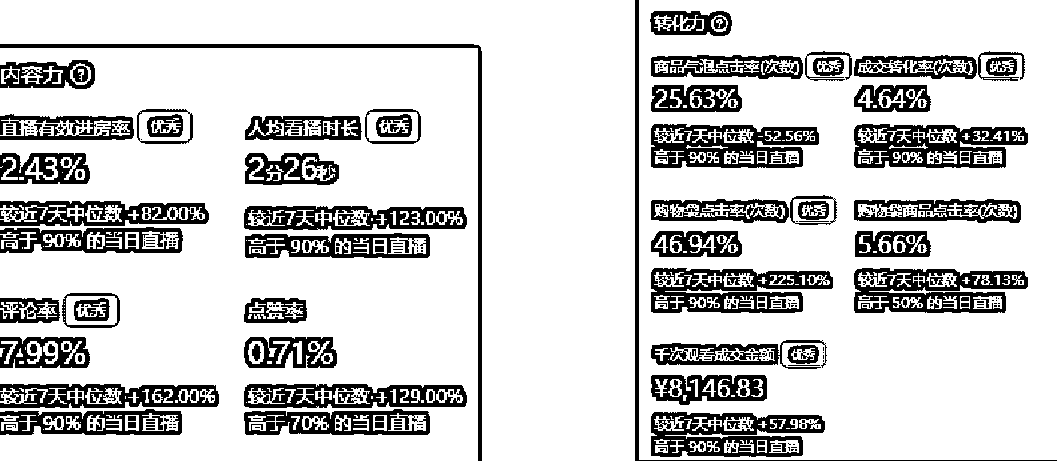 内容力 ?
直播有效进房率 优秀
2.43%
较近7天中位数 +82.00%
高于 90% 的当日直播
人均看播时长 优秀
2分26秒
较近7天中位数 +123.00%
高于 90% 的当日直播
评论率 优秀
7.99%
较近7天中位数 +162.00%
高于 90% 的当日直播
点赞率
0.71%
较近7天中位数 +129.00%
高于 70% 的当日直播
转化力 ?
商品气泡点击率(次数) 优秀
25.63%
较近7天中位数 -52.56%
高于 90% 的当日直播
成交转化率(次数) 优秀
4.64%
较近7天中位数 +32.41%
高于 90% 的当日直播
购物袋点击率(次数) 优秀
46.94%
较近7天中位数 +225.10%
高于 90% 的当日直播
购物袋商品点击率(次数)
5.66%
较近7天中位数 +78.13%
高于 50% 的当日直播
千次观看成交金额 优秀
¥8,146.83
较近7天中位数 +57.98%
高于 90% 的当日直播